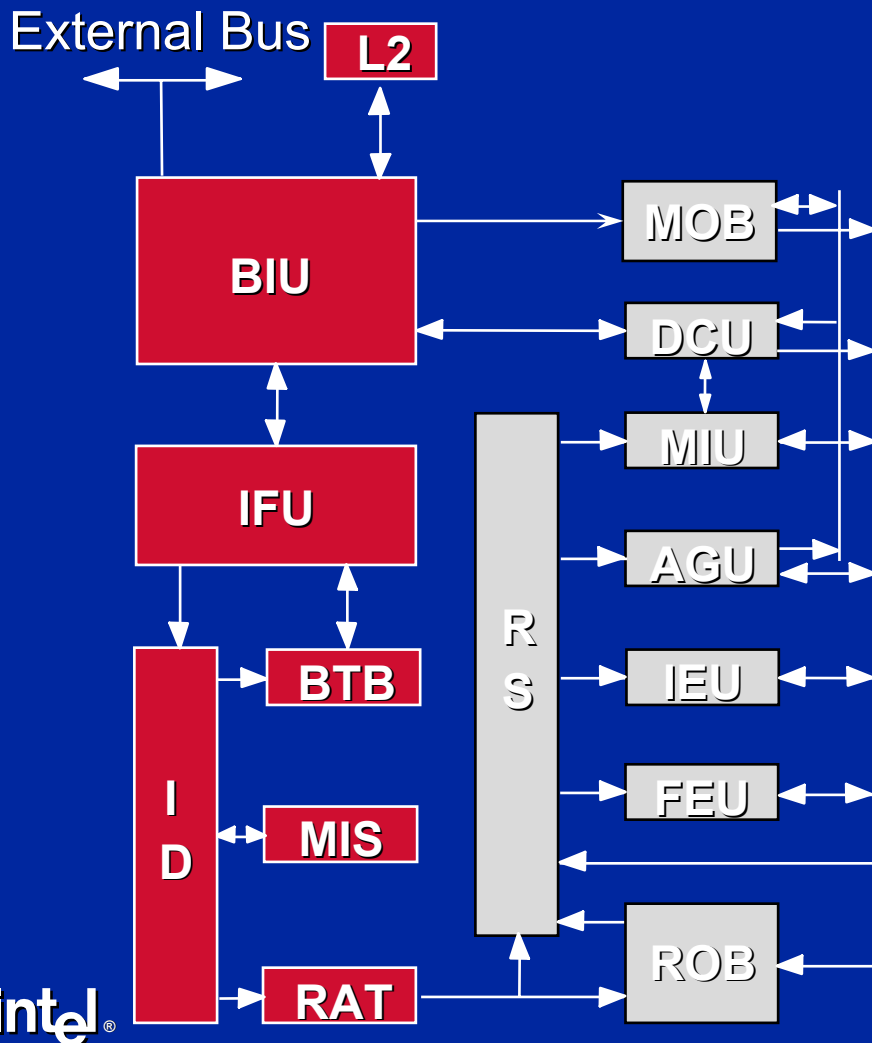 External Bus
L2
BIU
MOB
DCU
MIU
IFU
AGU
R
S
BTB
IEU
I
D
FEU
MIS
ROB
RAT
intel®